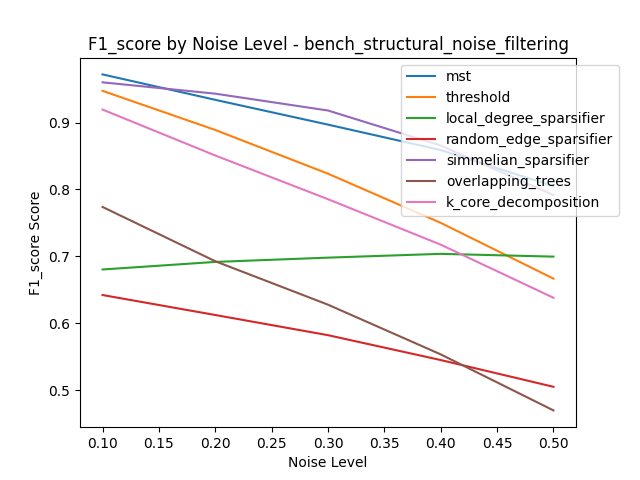 F1_score by Noise Level - bench_structural_noise_filtering
mst
threshold
local_degree_sparsifier
random_edge_sparsifier
simmelian_sparsifier
overlapping_trees
k_core_decomposition
F1_score Score
0.9
0.8
0.7
0.6
0.5
0.10 0.15 0.20 0.25 0.30 0.35 0.40 0.45 0.50
Noise Level